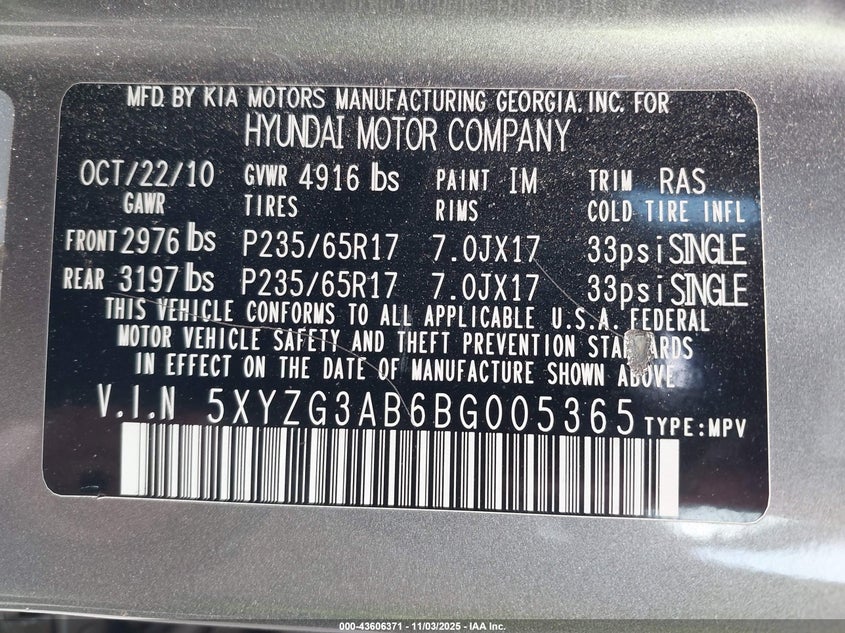 MFD. BY KIA MOTORS MANUFACTURING GEORGIA. INC. FOR
HYUNDAI MOTOR COMPANY
OCT/22/10 GVWR 4916 lbs PAINT IM TRIM RAS
GAWR TIRES RIMS COLD TIRE INFL
FRONT 2976 lbs P235/65R17 7.0JX17 33psi SINGLE
REAR 3197 lbs P235/65R17 7.0JX17 33psi SINGLE
THIS VEHICLE CONFORMS TO ALL APPLICABLE U.S.A. FEDERAL
MOTOR VEHICLE SAFETY AND THEFT PREVENTION STA ARDS
IN EFFECT ON THE DATE OF MANUFACTURE SHOWN ABOVE
V.I.N 5XYZG3AB6BG005365 TYPE:MPV
000-43606371 - 11/03/2025 - IAA Inc.